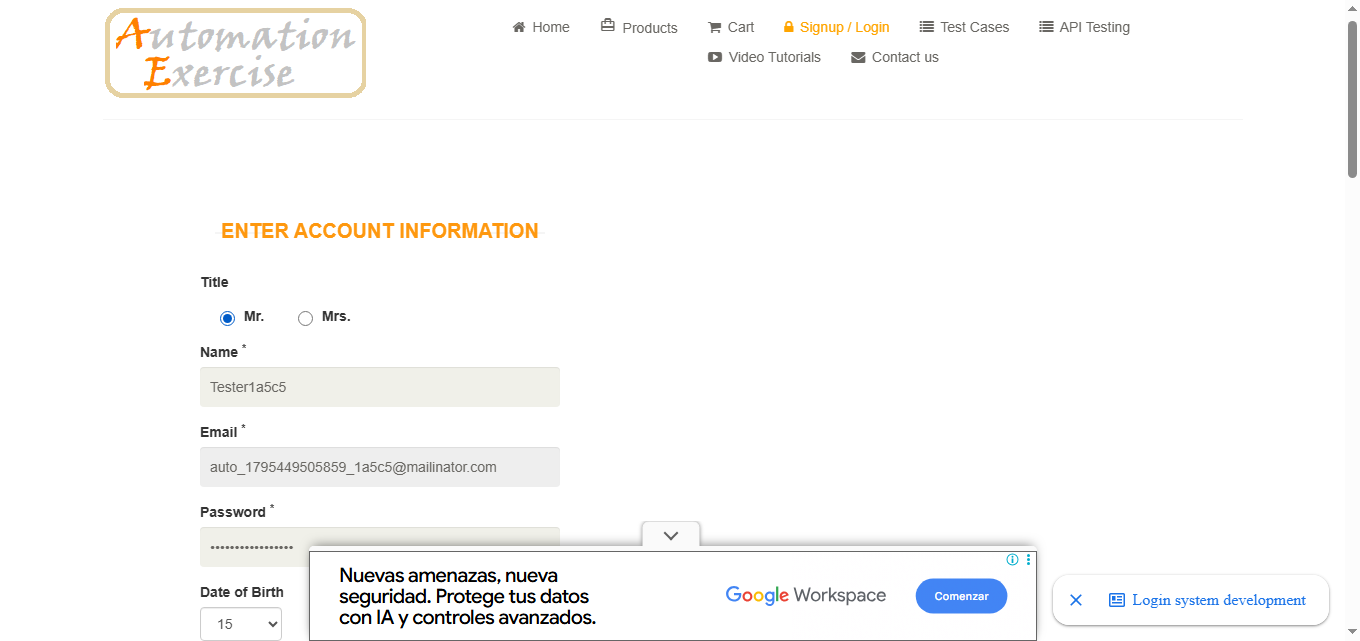 Automation
Exercise
Home
Products
Cart
Signup / Login
Test Cases
API Testing
Video Tutorials
Contact us
ENTER ACCOUNT INFORMATION
Title
Mr.
Mrs.
Name *
Tester1a5c5
Email *
auto_1795449505859_1a5c5@mailinator.com
Password *
•••••••••••••••••
Date of Birth
15
Nuevas amenazas, nueva
seguridad. Protege tus datos
con IA y controles avanzados.
Google Workspace
Comenzar
Login system development